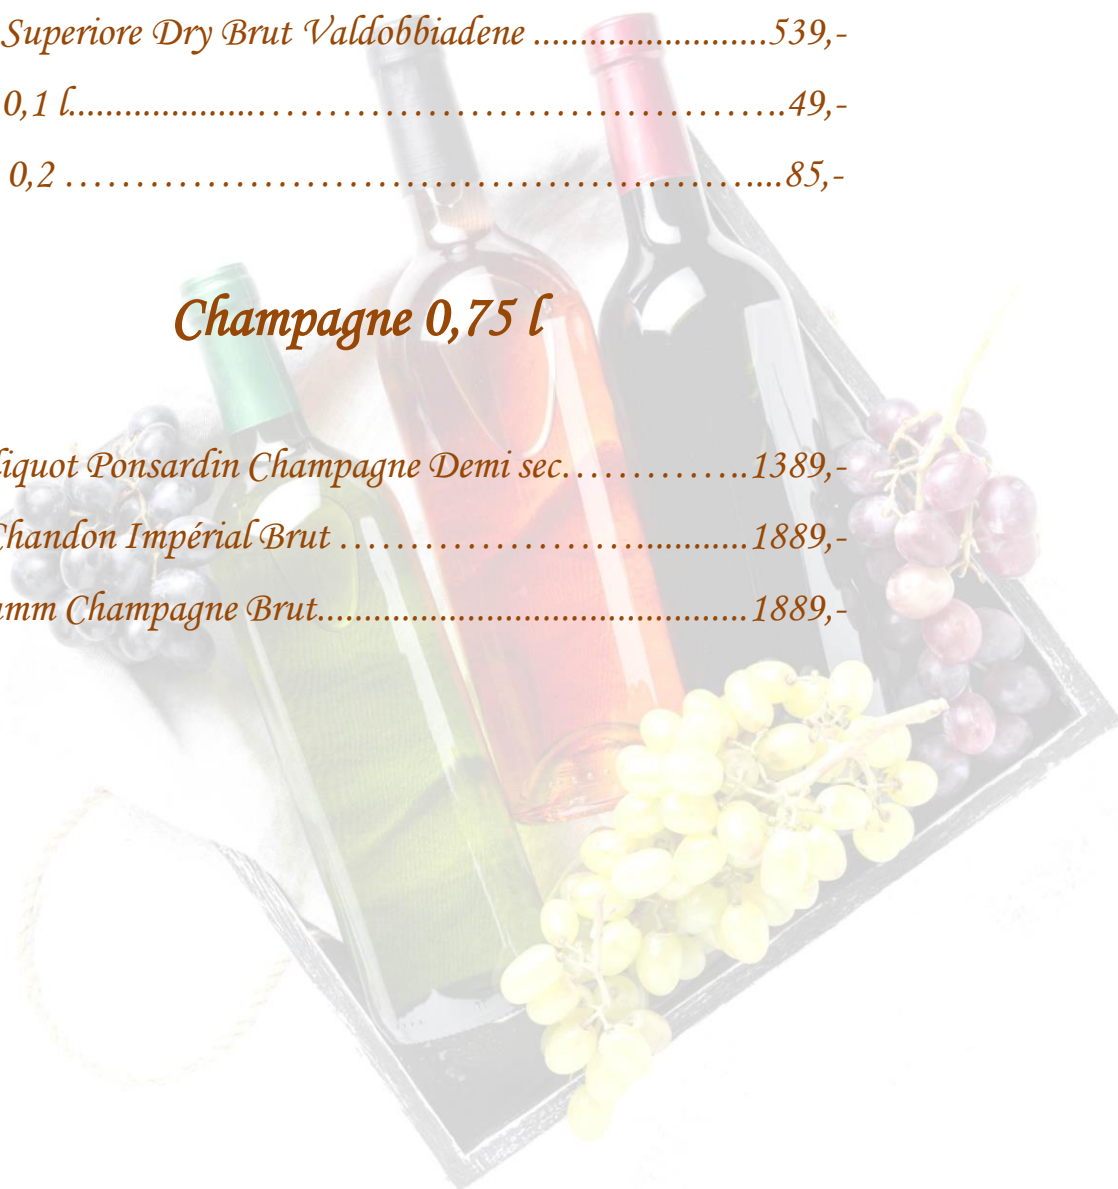 Superiore Dry Brut Valdobbiadene .........................539,-
0,1 l....................…………………………………………………..49,-
0,2 …………………………………………………………………....85,-
Champagne 0,75 l
liquot Ponsardin Champagne Demi sec.………………..1389,-
Chandon Impérial Brut ……………………………...........1889,-
umm Champagne Brut..............................................1889,-